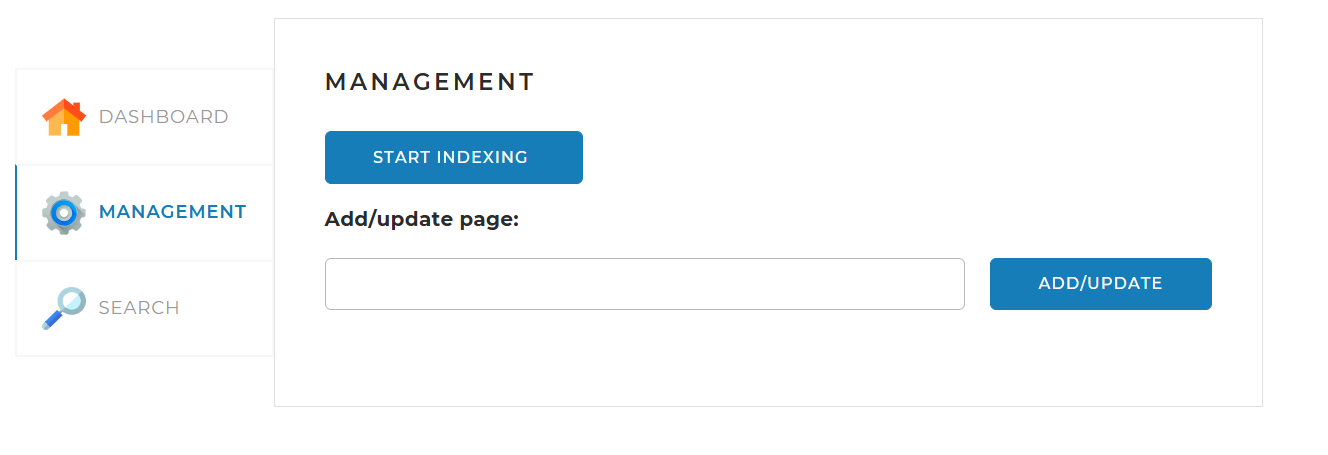 DASHBOARD
MANAGEMENT
SEARCH
MANAGEMENT
START INDEXING
Add/update page:
ADD/UPDATE